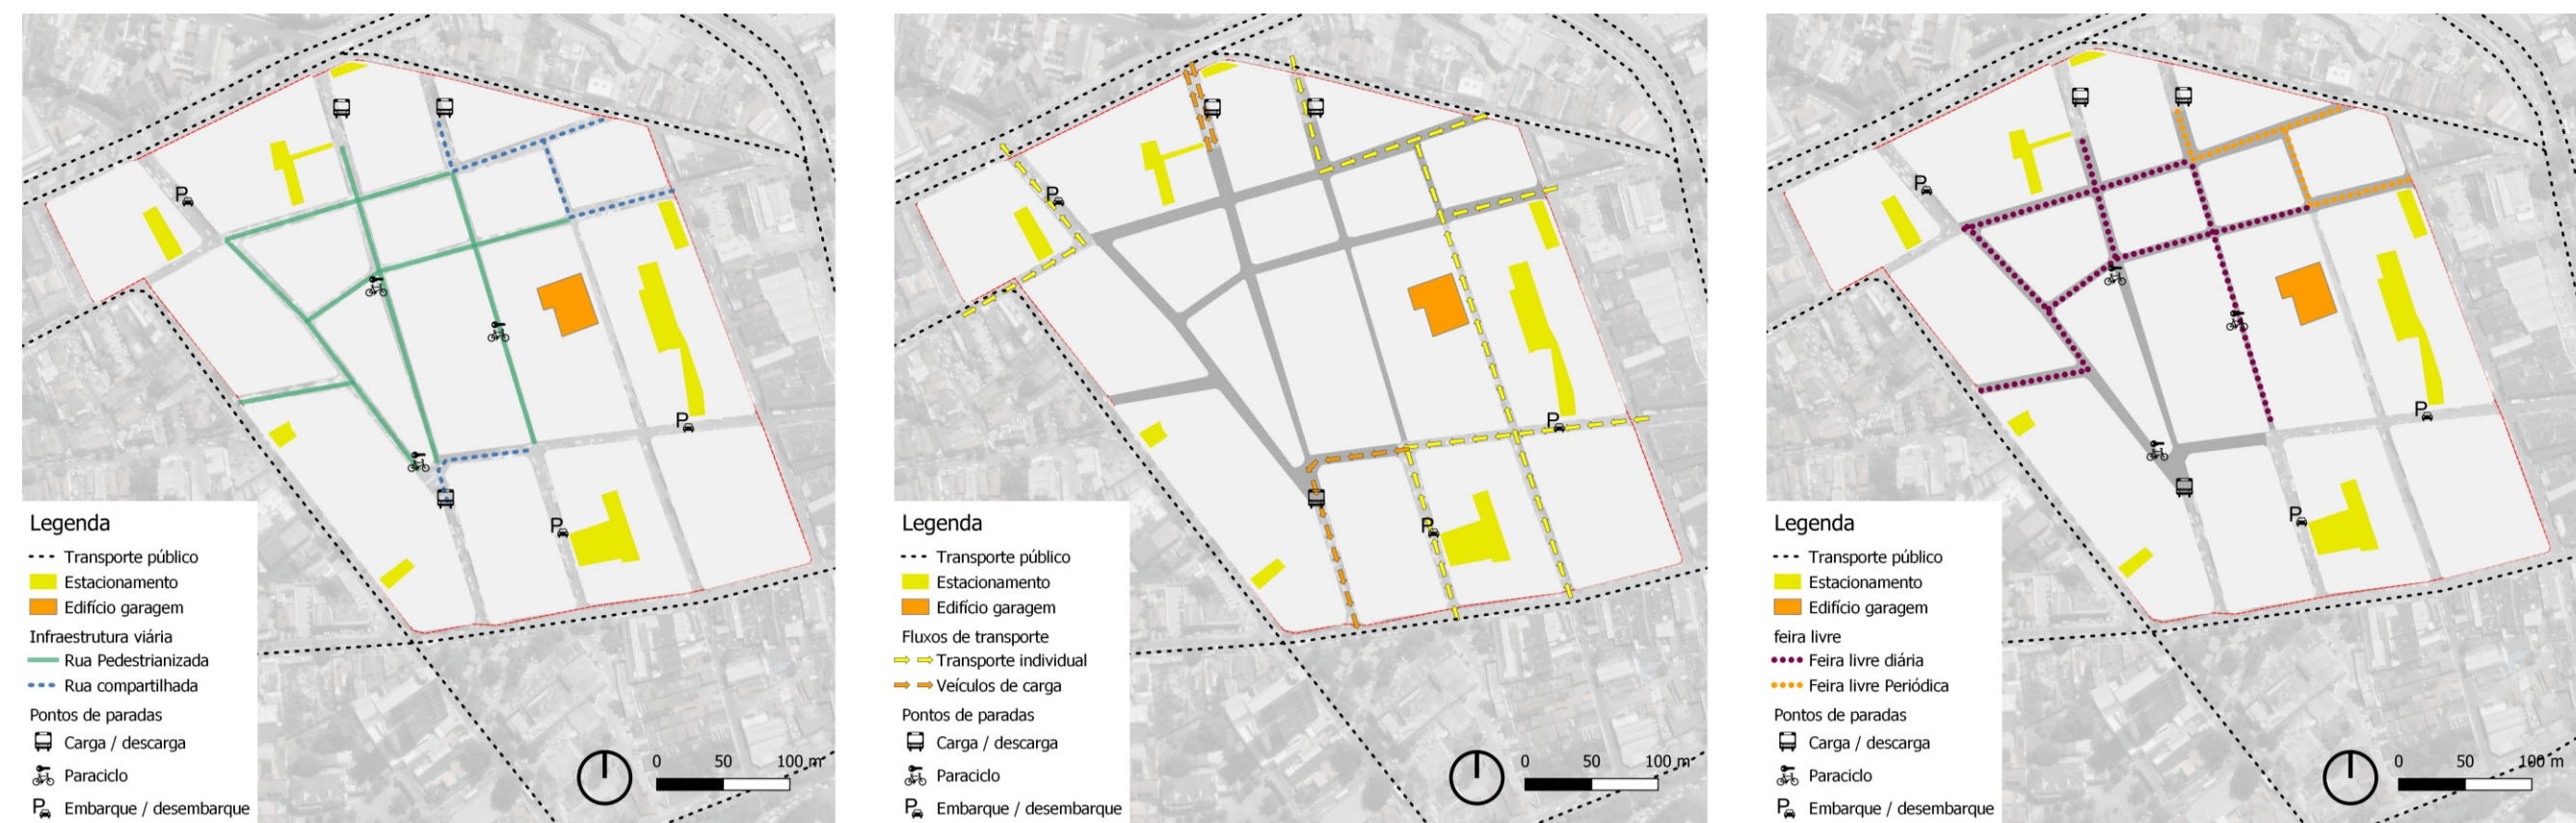 Legenda
Transporte público
Estacionamento
Edifício garagem
Infraestrutura viária
Rua Pedestrianizada
Rua compartilhada
Pontos de paradas
Carga / descarga
Paraciclo
P Embarque / desembarque
P
P
P
0 50 100 m
Legenda
Transporte público
Estacionamento
Edifício garagem
Fluxos de transporte
Transporte individual
Veículos de carga
Pontos de paradas
Carga / descarga
Paraciclo
P Embarque / desembarque
P
P
P
0 50 100 m
Legenda
Transporte público
Estacionamento
Edifício garagem
feira livre
Feira livre diária
Feira livre Periódica
Pontos de paradas
Carga / descarga
Paraciclo
P Embarque / desembarque
P
P
P
0 50 100 m